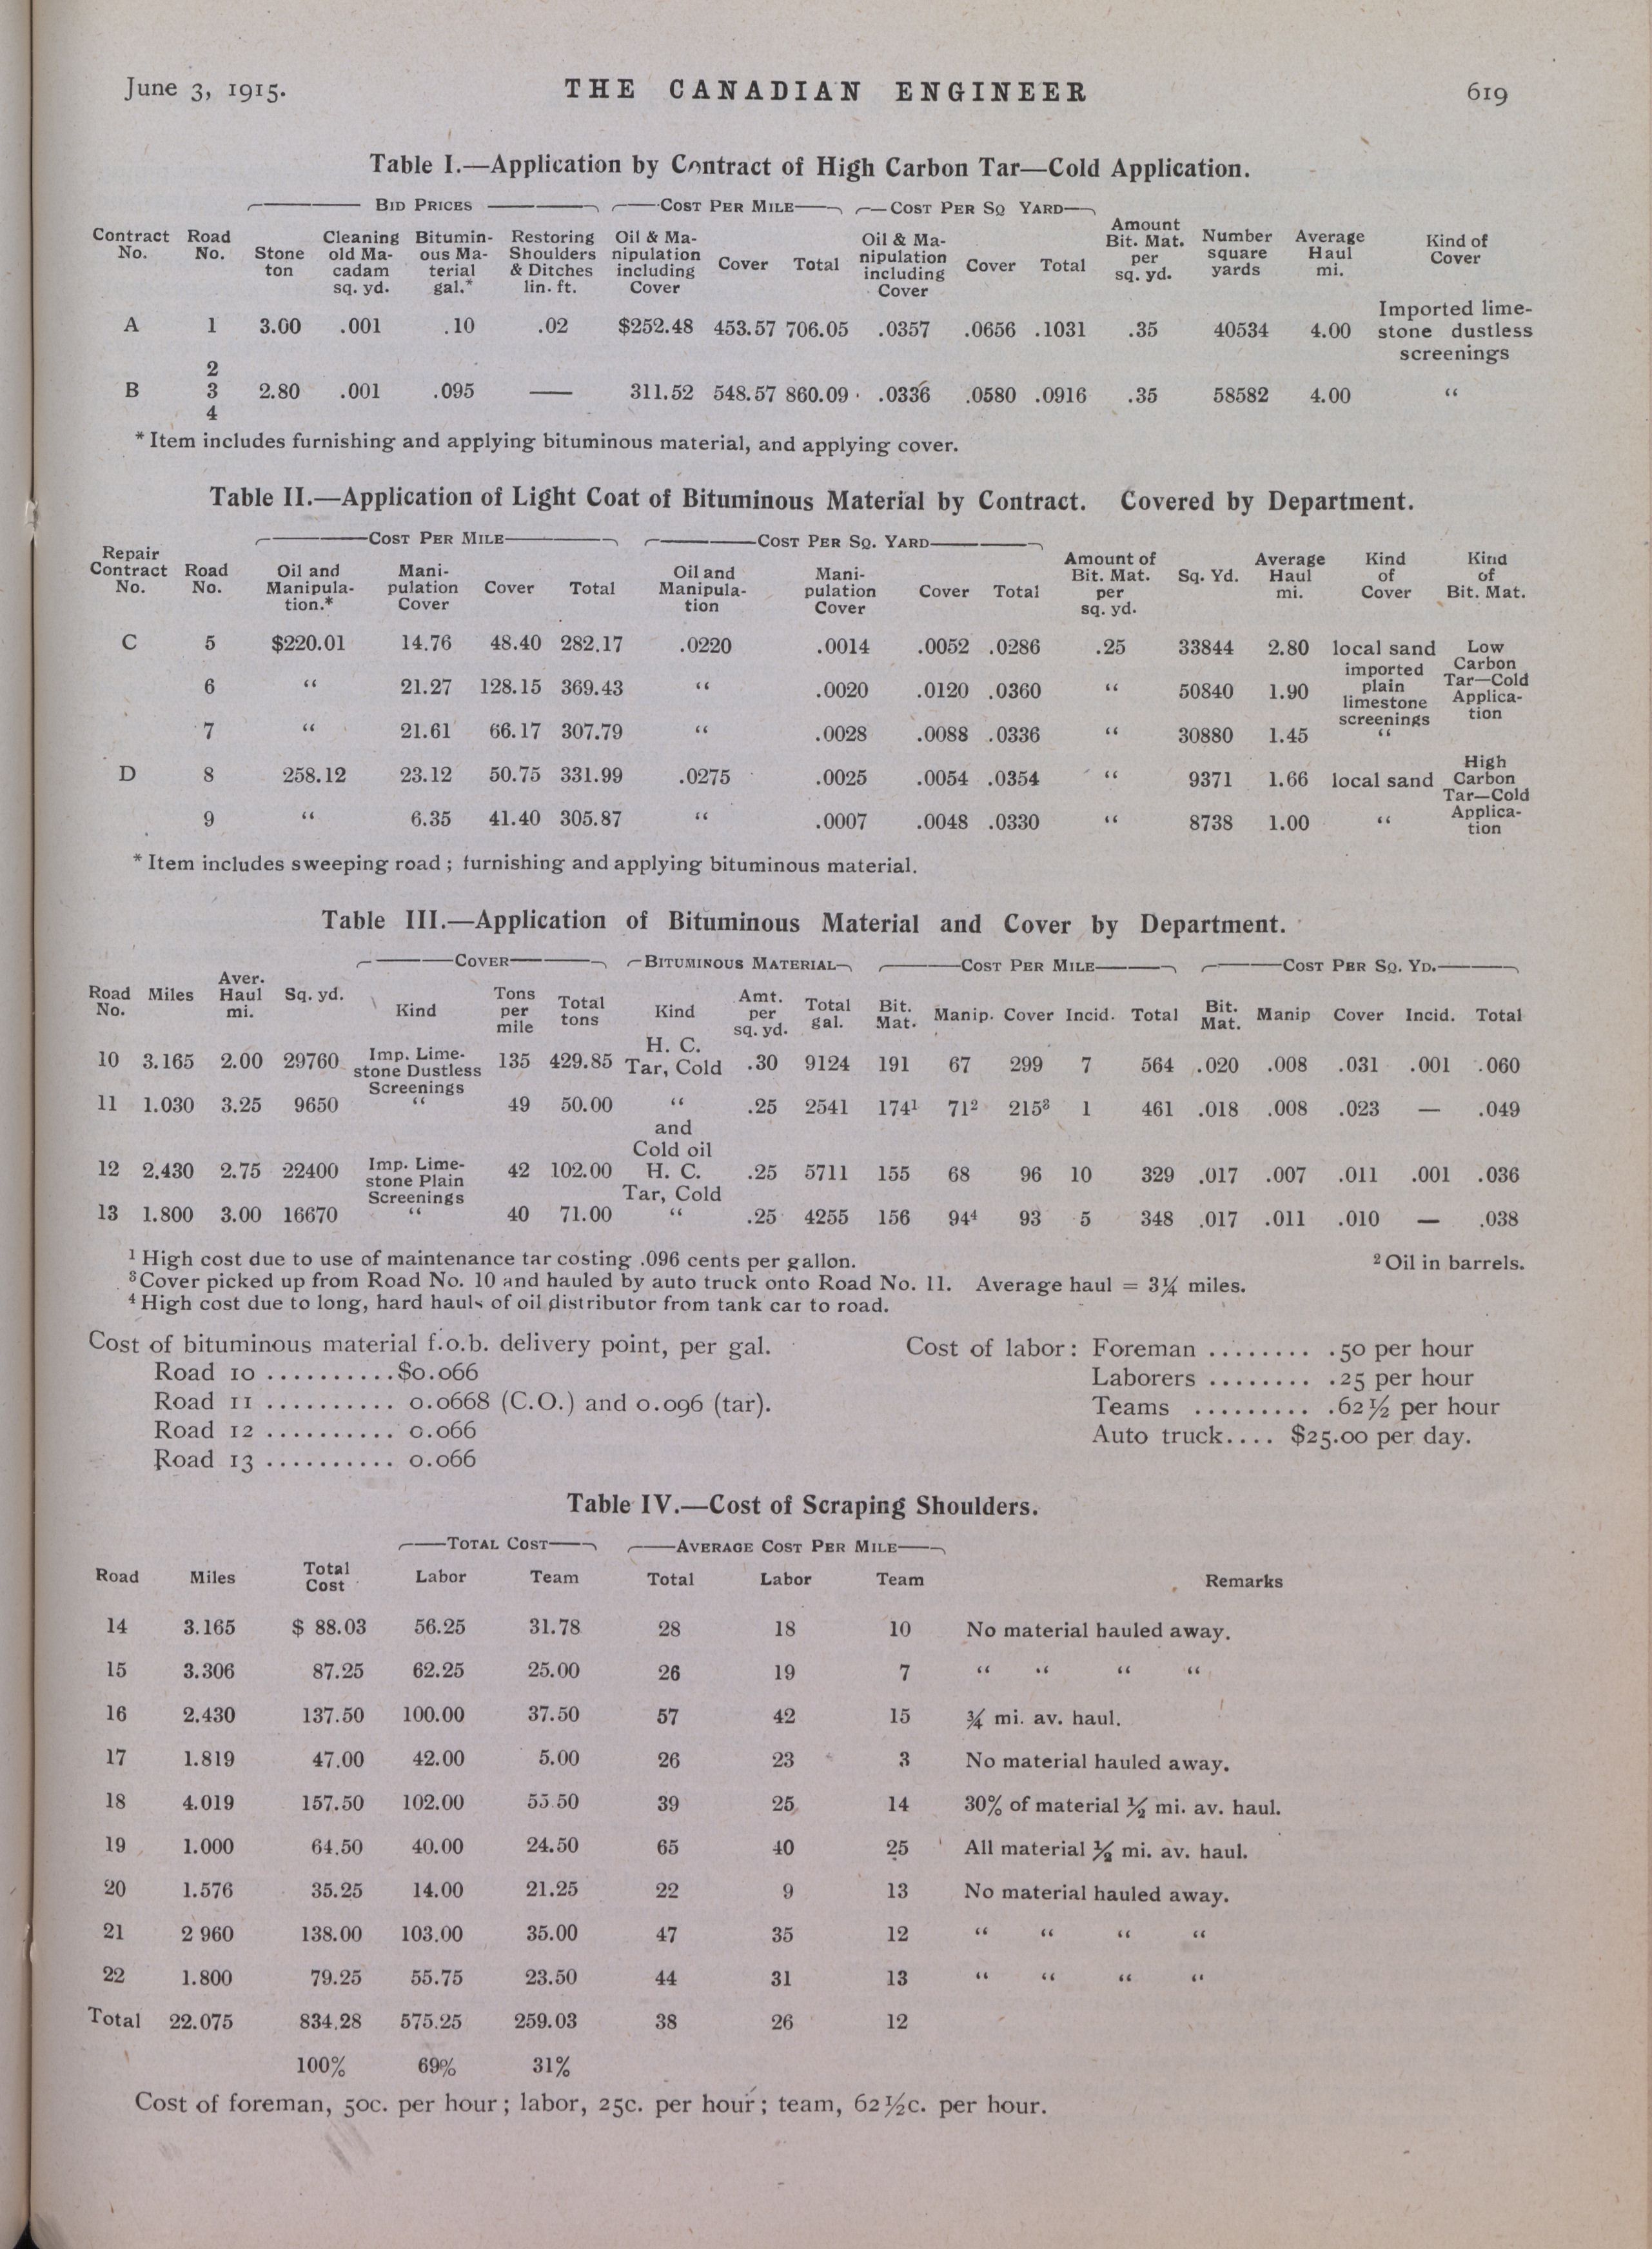 June 3, 1915. THE CANADIAN ENGINEER 619
Table I.—Application by Contract of High Carbon Tar—Cold Application.
Bid Prices Cost Per Mile Cost Per Sq Yard
Contract No. Road No. Stone ton Cleaning old Macadam sq. yd. Bituminous Material gal.* Restoring Shoulders & Ditches lin. ft. Oil & Manipulation including Cover Cover Total Oil & Manipulation including Cover Cover Total Amount Bit. Mat. per sq. yd. Number square yards Average Haul mi. Kind of Cover
A 1 3.00 .001 .10 .02 $252.48 453.57 706.05 .0357 .0656 .1031 .35 40534 4.00 Imported limestone dustless screenings
2
B 3 2.80 .001 .095 — 311.52 548.57 860.09 .0336 .0580 .0916 .35 58582 4.00 “
4
* Item includes furnishing and applying bituminous material, and applying cover.
Table II.—Application of Light Coat of Bituminous Material by Contract. Covered by Department.
Cost Per Mile Cost Per Sq. Yard
Repair Contract No. Road No. Oil and Manipulation.* Manipulation Cover Cover Total Oil and Manipulation Manipulation Cover Cover Total Amount of Bit. Mat. per sq. yd. Sq. Yd. Average Haul mi. Kind of Cover Kind of Bit. Mat.
C 5 $220.01 14.76 48.40 282.17 .0220 .0014 .0052 .0286 .25 33844 2.80 local sand Low Carbon Tar—Cold Application
6 “ 21.27 128.15 369.43 “ .0020 .0120 .0360 “ 50840 1.90 imported plain limestone screenings
7 “ 21.61 66.17 307.79 “ .0028 .0088 .0336 “ 30880 1.45 “
D 8 258.12 23.12 50.75 331.99 .0275 .0025 .0054 .0354 “ 9371 1.66 local sand High Carbon Tar—Cold Application
9 “ 6.35 41.40 305.87 “ .0007 .0048 .0330 “ 8738 1.00 “
* Item includes sweeping road; furnishing and applying bituminous material.
Table III.—Application of Bituminous Material and Cover by Department.
Cover Bituminous Material Cost Per Mile Cost Per Sq. Yd.
Road No. Miles Aver. Haul mi. Sq. yd. Kind Tons per mile Total tons Kind Amt. per sq. yd. Total gal. Bit. Mat. Manip. Cover Incid. Total Bit. Mat. Manip Cover Incid. Total
10 3.165 2.00 29760 Imp. Limestone Dustless Screenings 135 429.85 H. C. Tar, Cold .30 9124 191 67 299 7 564 .020 .008 .031 .001 .060
11 1.030 3.25 9650 “ 49 50.00 “ and Cold oil .25 2541 174¹ 71² 215³ 1 461 .018 .008 .023 — .049
12 2.430 2.75 22400 Imp. Limestone Plain Screenings 42 102.00 H. C. Tar, Cold .25 5711 155 68 96 10 329 .017 .007 .011 .001 .036
13 1.800 3.00 16670 “ 40 71.00 “ .25 4255 156 94⁴ 93 5 348 .017 .011 .010 — .038
¹ High cost due to use of maintenance tar costing .096 cents per gallon. ² Oil in barrels.
³ Cover picked up from Road No. 10 and hauled by auto truck onto Road No. 11. Average haul = 3¼ miles.
⁴ High cost due to long, hard hauls of oil distributor from tank car to road.
Cost of bituminous material f.o.b. delivery point, per gal.
Road 10 .......... $0.066
Road 11 .......... 0.0668 (C.O.) and 0.096 (tar).
Road 12 .......... 0.066
Road 13 .......... 0.066
Cost of labor: Foreman ........ .50 per hour
Laborers ........ .25 per hour
Teams ......... .62½ per hour
Auto truck.... $25.00 per day.
Table IV.—Cost of Scraping Shoulders.
Total Cost Average Cost Per Mile
Road Miles Total Cost Labor Team Total Labor Team Remarks
14 3.165 $ 88.03 56.25 31.78 28 18 10 No material hauled away.
15 3.306 87.25 62.25 25.00 26 19 7 “ “ “ “
16 2.430 137.50 100.00 37.50 57 42 15 ¾ mi. av. haul.
17 1.819 47.00 42.00 5.00 26 23 3 No material hauled away.
18 4.019 157.50 102.00 55.50 39 25 14 30% of material ½ mi. av. haul.
19 1.000 64.50 40.00 24.50 65 40 25 All material ½ mi. av. haul.
20 1.576 35.25 14.00 21.25 22 9 13 No material hauled away.
21 2 960 138.00 103.00 35.00 47 35 12 “ “ “ “
22 1.800 79.25 55.75 23.50 44 31 13 “ “ “ “
Total 22.075 834.28 575.25 259.03 38 26 12
100% 69% 31%
Cost of foreman, 50c. per hour; labor, 25c. per hour; team, 62½c. per hour.